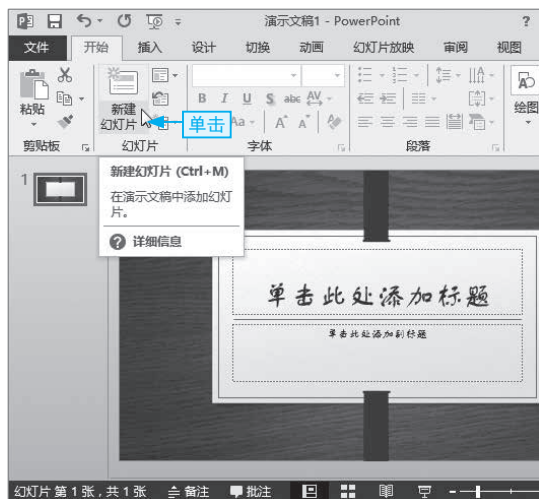 演示文稿1 - PowerPoint
?
文件 开始 插入 设计 切换 动画 幻灯片放映 审阅 视图
粘贴
新建
幻灯片
单击
B I U S abc AV
Aa A A
绘图
剪贴板 幻灯片 字体 段落
新建幻灯片 (Ctrl+M)
在演示文稿中添加幻灯
片。
? 详细信息
1
单击此处添加标题
单击此处添加副标题
幻灯片 第 1 张，共 1 张 备注 批注